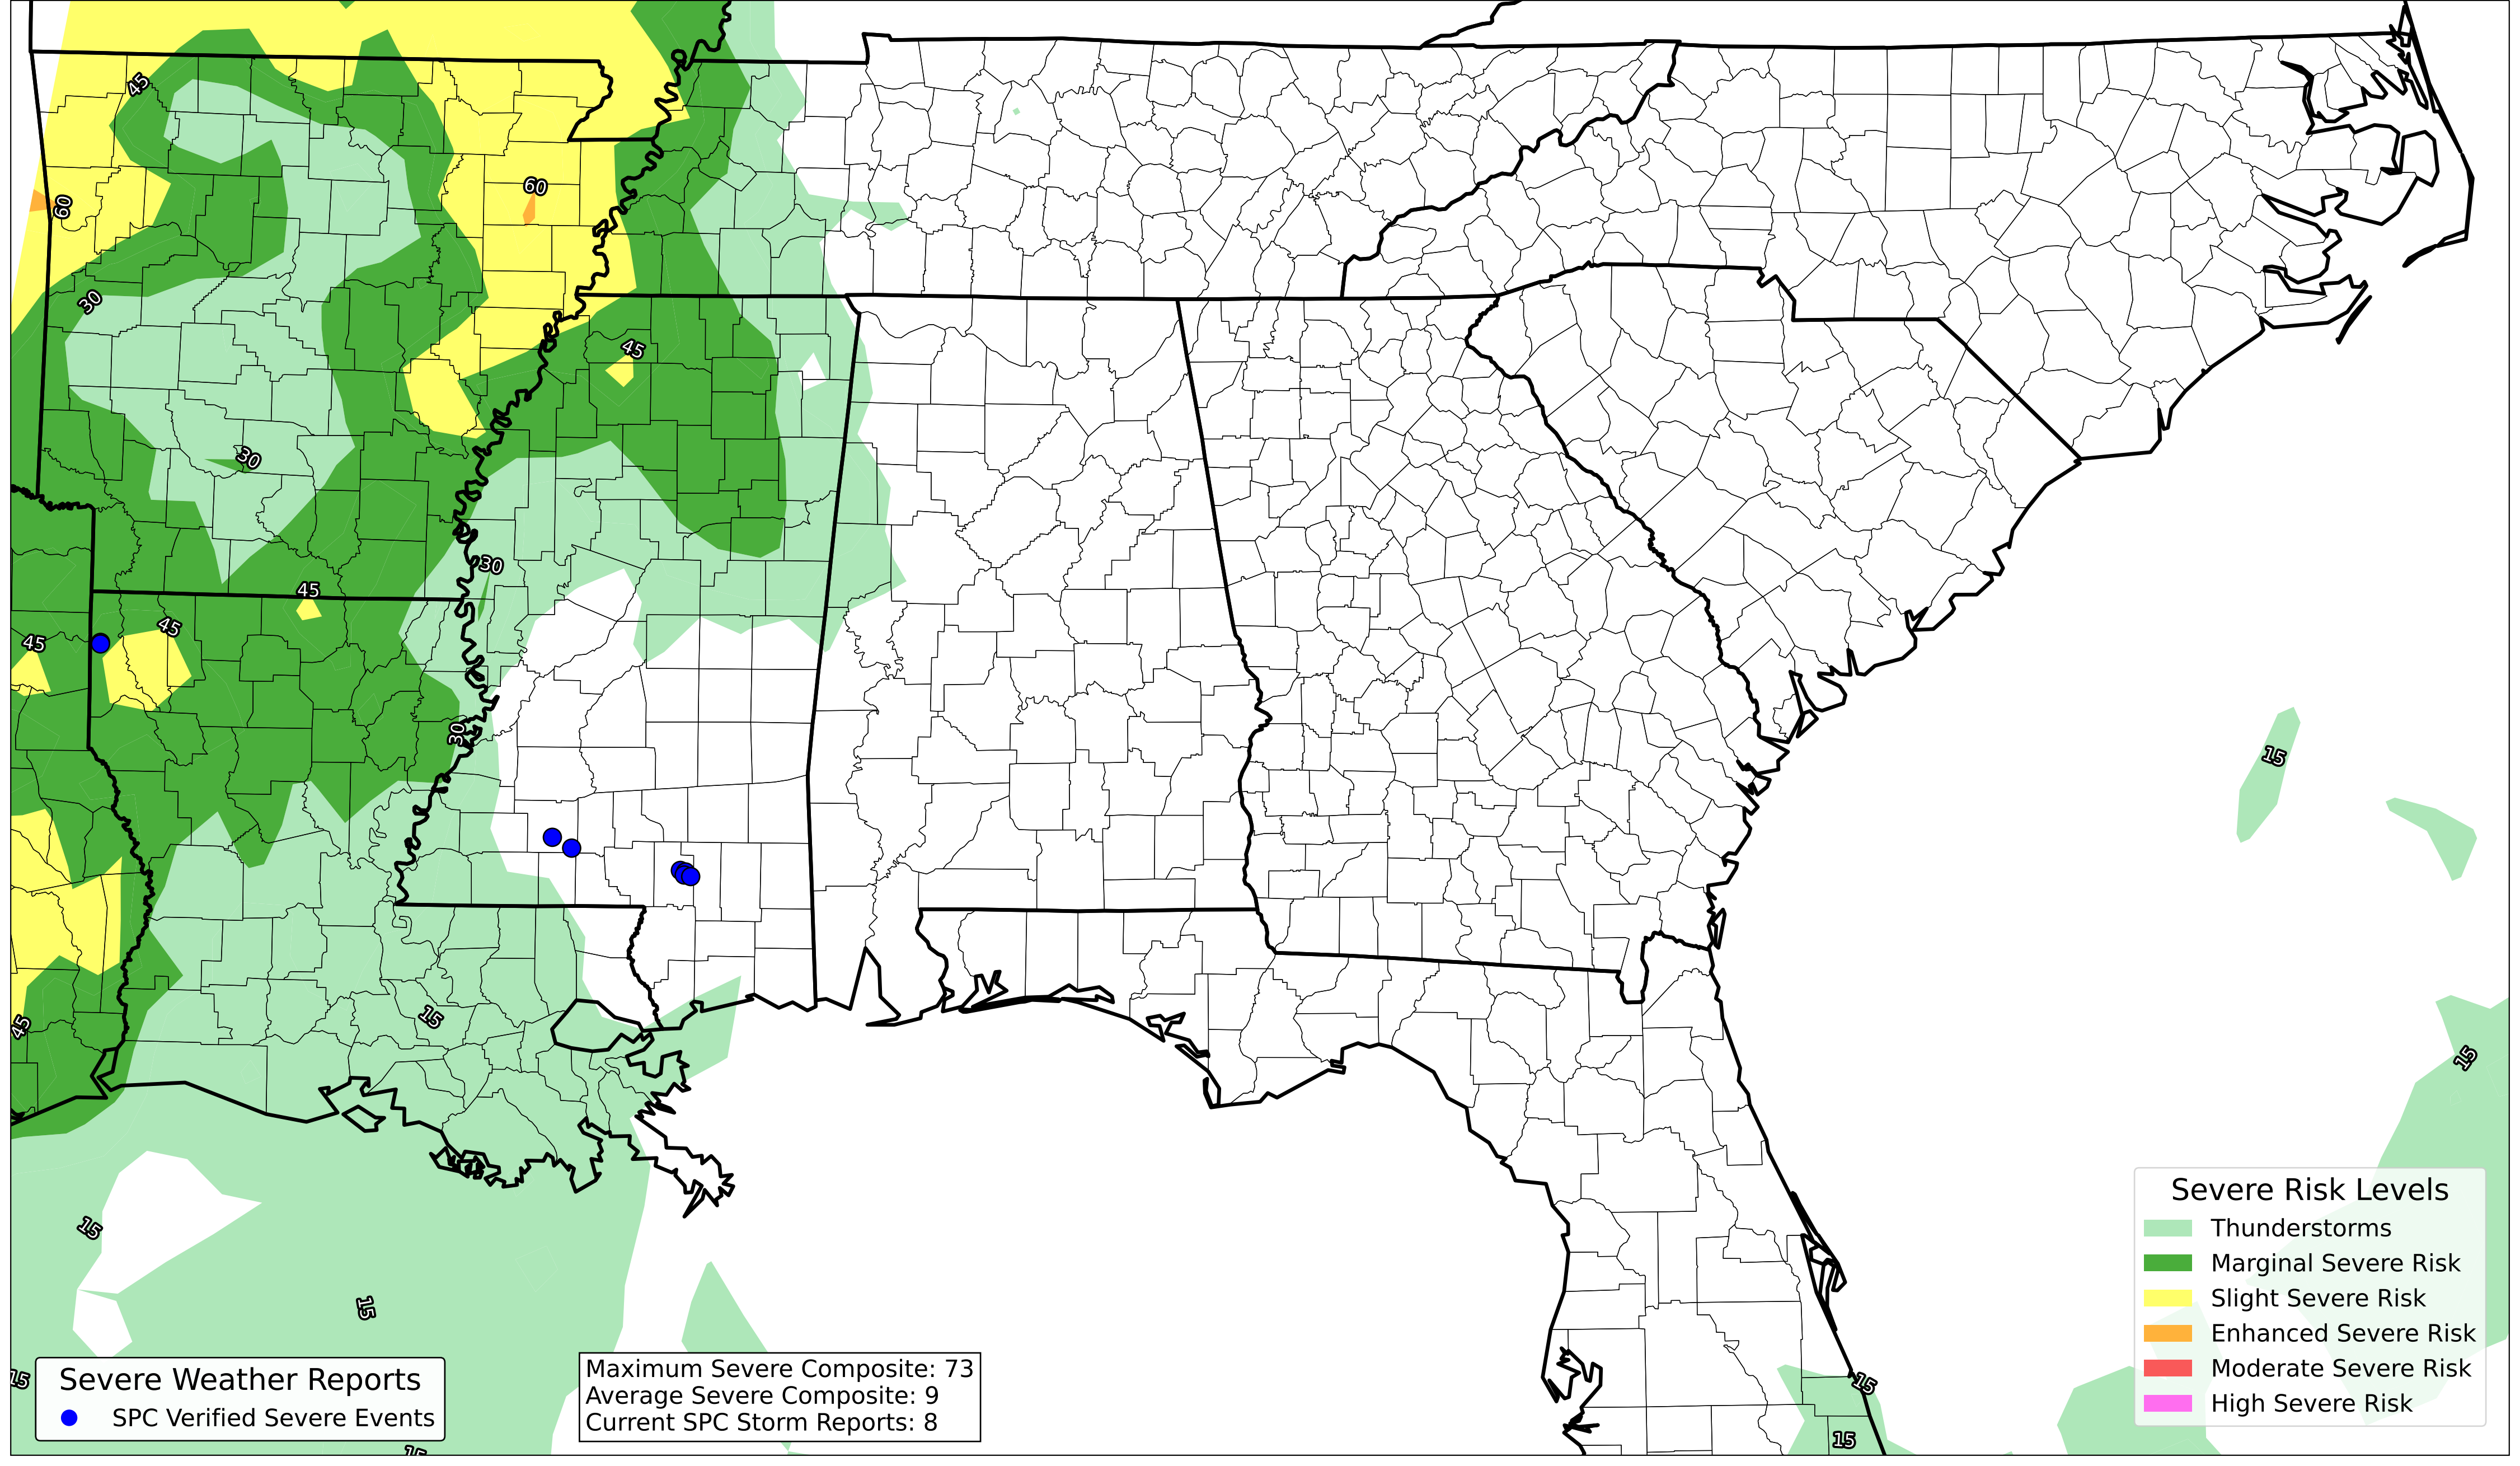 45
60
60
30
45
30
45
30
45
45
30
15
45
15
15
15
15
15
15
15
15
Severe Risk Levels
Thunderstorms
Marginal Severe Risk
Slight Severe Risk
Enhanced Severe Risk
Moderate Severe Risk
High Severe Risk
Severe Weather Reports
SPC Verified Severe Events
Maximum Severe Composite: 73
Average Severe Composite: 9
Current SPC Storm Reports: 8